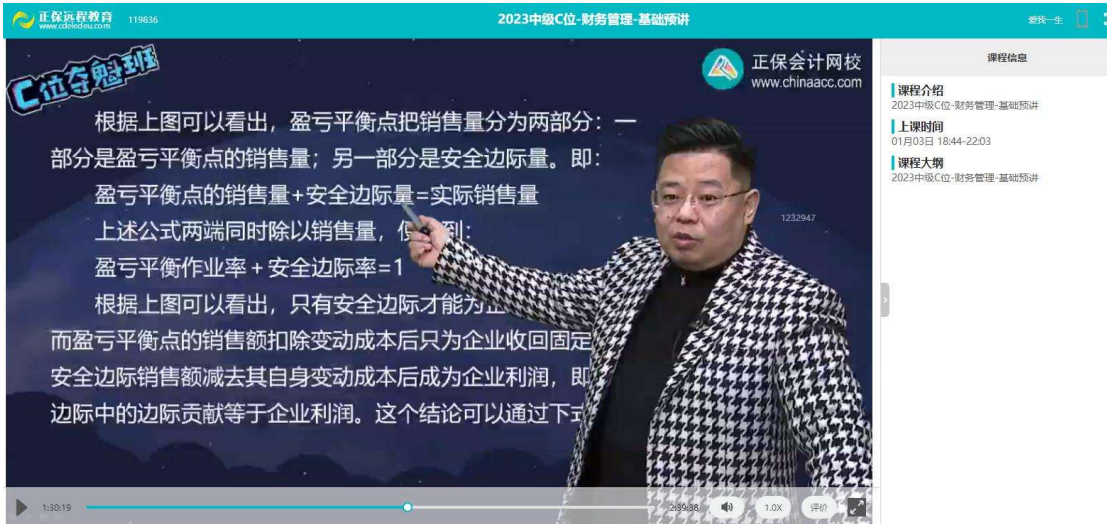 正保远程教育
www.cdeledu.com
119836
2023中级C位-财务管理-基础预讲
爱我一生
C位夺魁班
正保会计网校
www.chinaacc.com
根据上图可以看出，盈亏平衡点把销售量分为两部分：一
部分是盈亏平衡点的销售量；另一部分是安全边际量。即：
盈亏平衡点的销售量+安全边际量=实际销售量
上述公式两端同时除以销售量，便 到：
盈亏平衡作业率+安全边际率=1
根据上图可以看出，只有安全边际才能为企
而盈亏平衡点的销售额扣除变动成本后只为企业收回固定
安全边际销售额减去其自身变动成本后成为企业利润，即
边际中的边际贡献等于企业利润。这个结论可以通过下式
1232947
课程信息
课程介绍
2023中级C位-财务管理-基础预讲
上课时间
01月03日 18:44-22:03
课程大纲
2023中级C位-财务管理-基础预讲
1:30:19
2:39:38
1.0X
评价